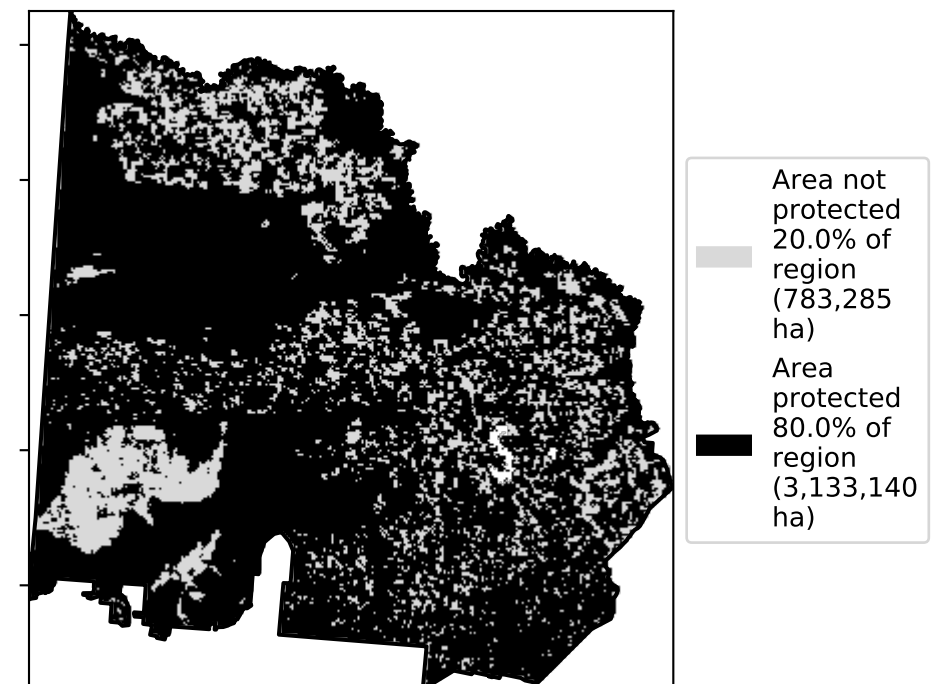 Area not
protected
20.0% of
region
(783,285
ha)
Area
protected
80.0% of
region
(3,133,140
ha)